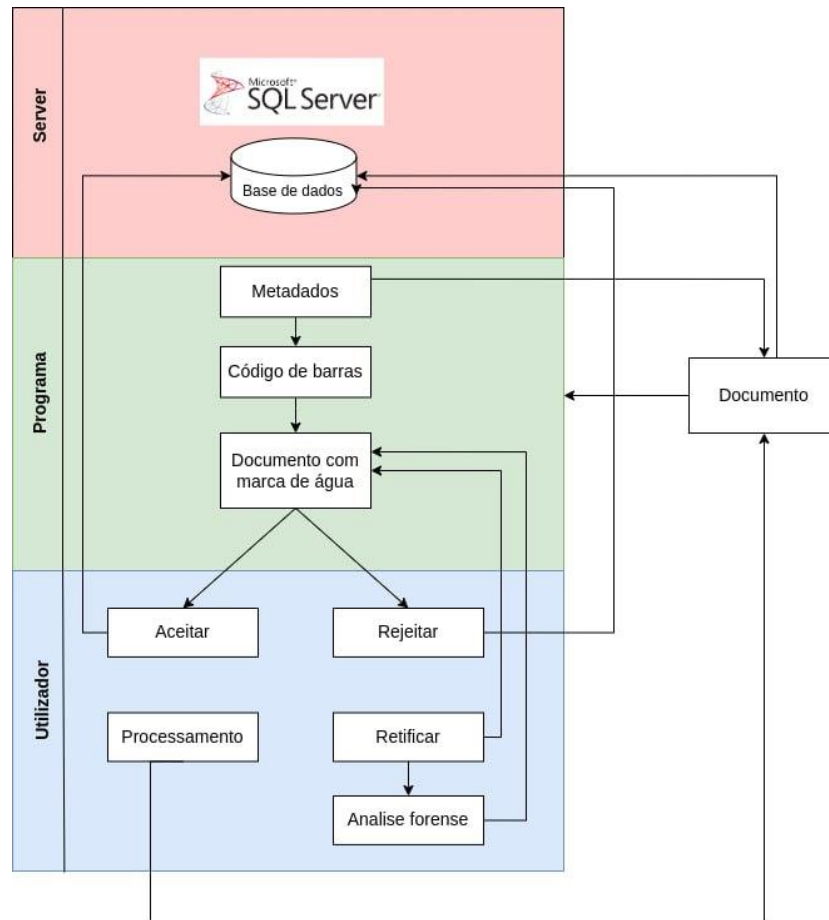 Server
Microsoft
SQL Server
Base de dados
Programa
Metadados
Código de barras
Documento com
marca de água
Documento
Utilizador
Aceitar
Rejeitar
Processamento
Retificar
Analise forense